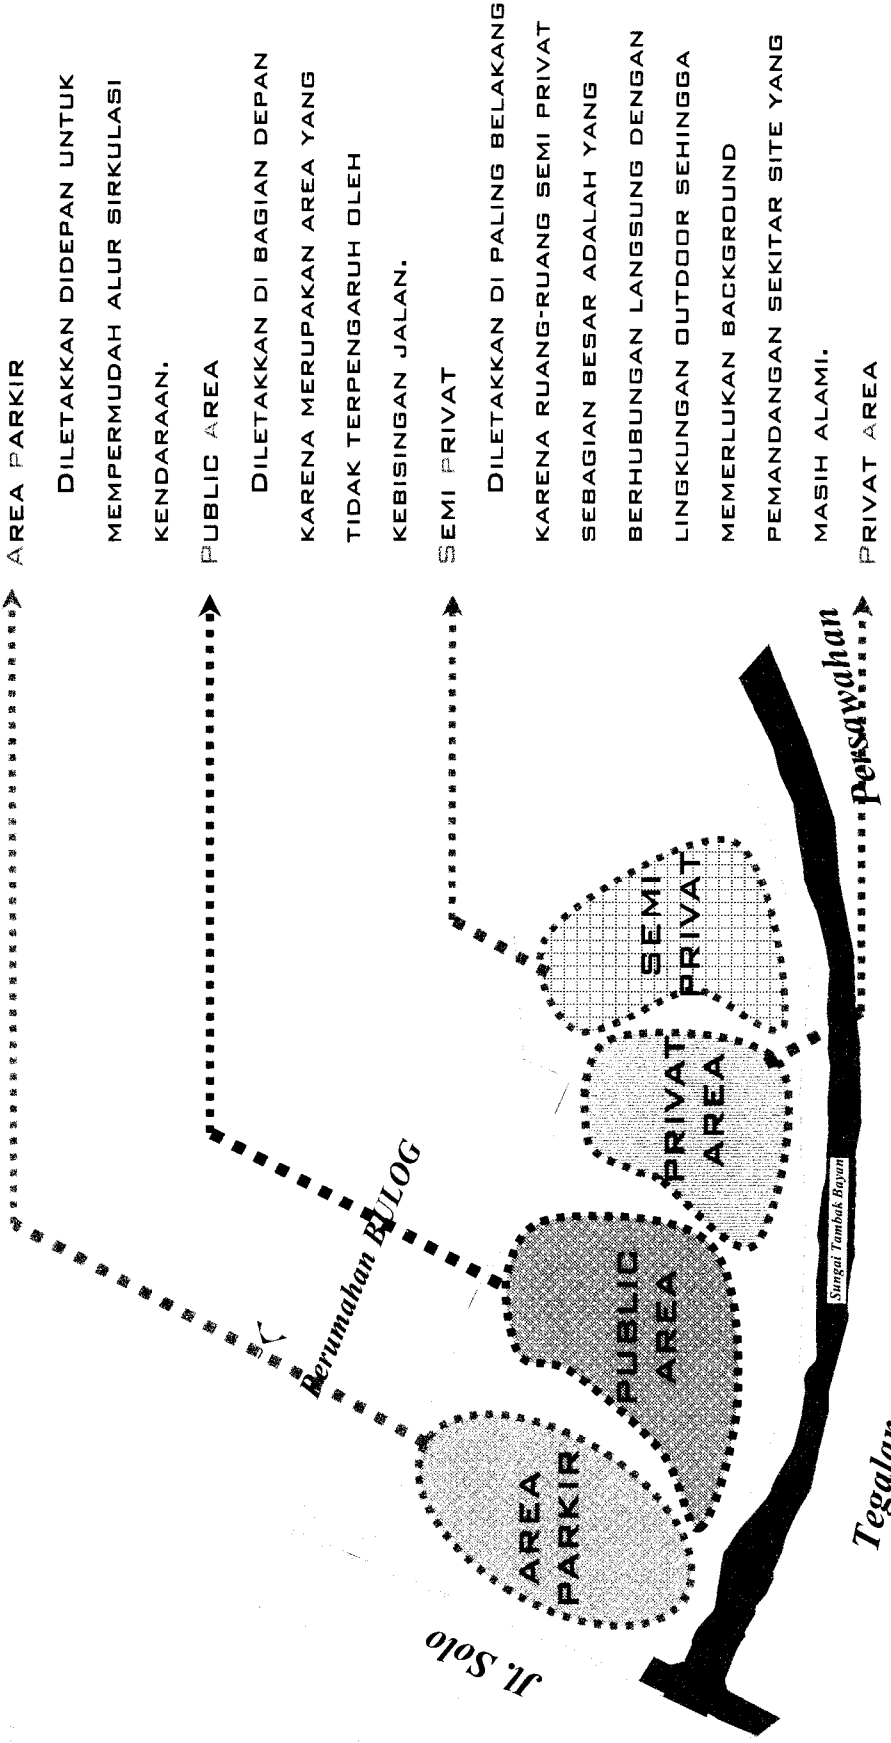 AREA PARKIR
DILETAKKAN DIDEPAN UNTUK
MEMPERMUDAH ALUR SIRKULASI
KENDARAAN.
PUBLIC AREA
DILETAKKAN DI BAGIAN DEPAN
KARENA MERUPAKAN AREA YANG
TIDAK TERPENGARUH OLEH
KEBISINGAN JALAN.
SEMI PRIVAT
DILETAKKAN DI PALING BELAKANG
KARENA RUANG-RUANG SEMI PRIVAT
SEBAGIAN BESAR ADALAH YANG
BERHUBUNGAN LANGSUNG DENGAN
LINGKUNGAN OUTDOOR SEHINGGA
MEMERLUKAN BACKGROUND
PEMANDANGAN SEKITAR SITE YANG
MASIH ALAMI.
PRIVAT AREA
Perumahan BULOG
Jl. Solo
AREA
PARKIR
PUBLIC
AREA
PRIVAT
AREA
SEMI
PRIVAT
Sungai Tambak Bayan
Persawahan
Tegalan